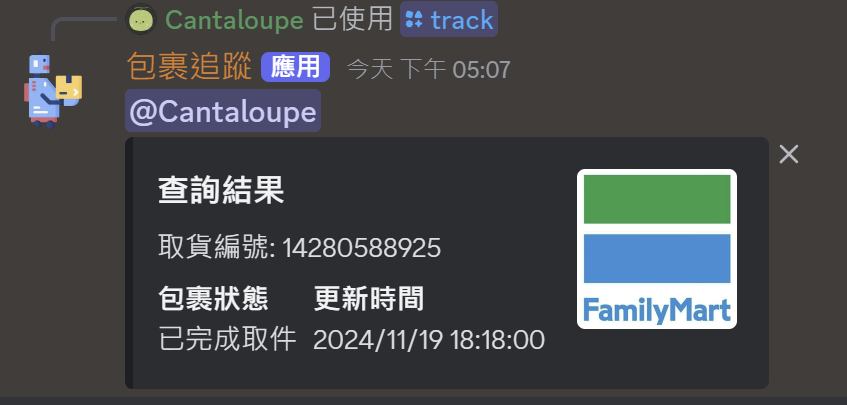 Cantaloupe 已使用 track
包裹追蹤 應用 今天 下午 05:07
@Cantaloupe
查詢結果
取貨編號: 14280588925
包裹狀態 更新時間
已完成取件 2024/11/19 18:18:00
FamilyMart